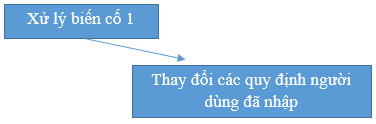 Xử lý biến cố 1
Thay đổi các quy định người
dùng đã nhập